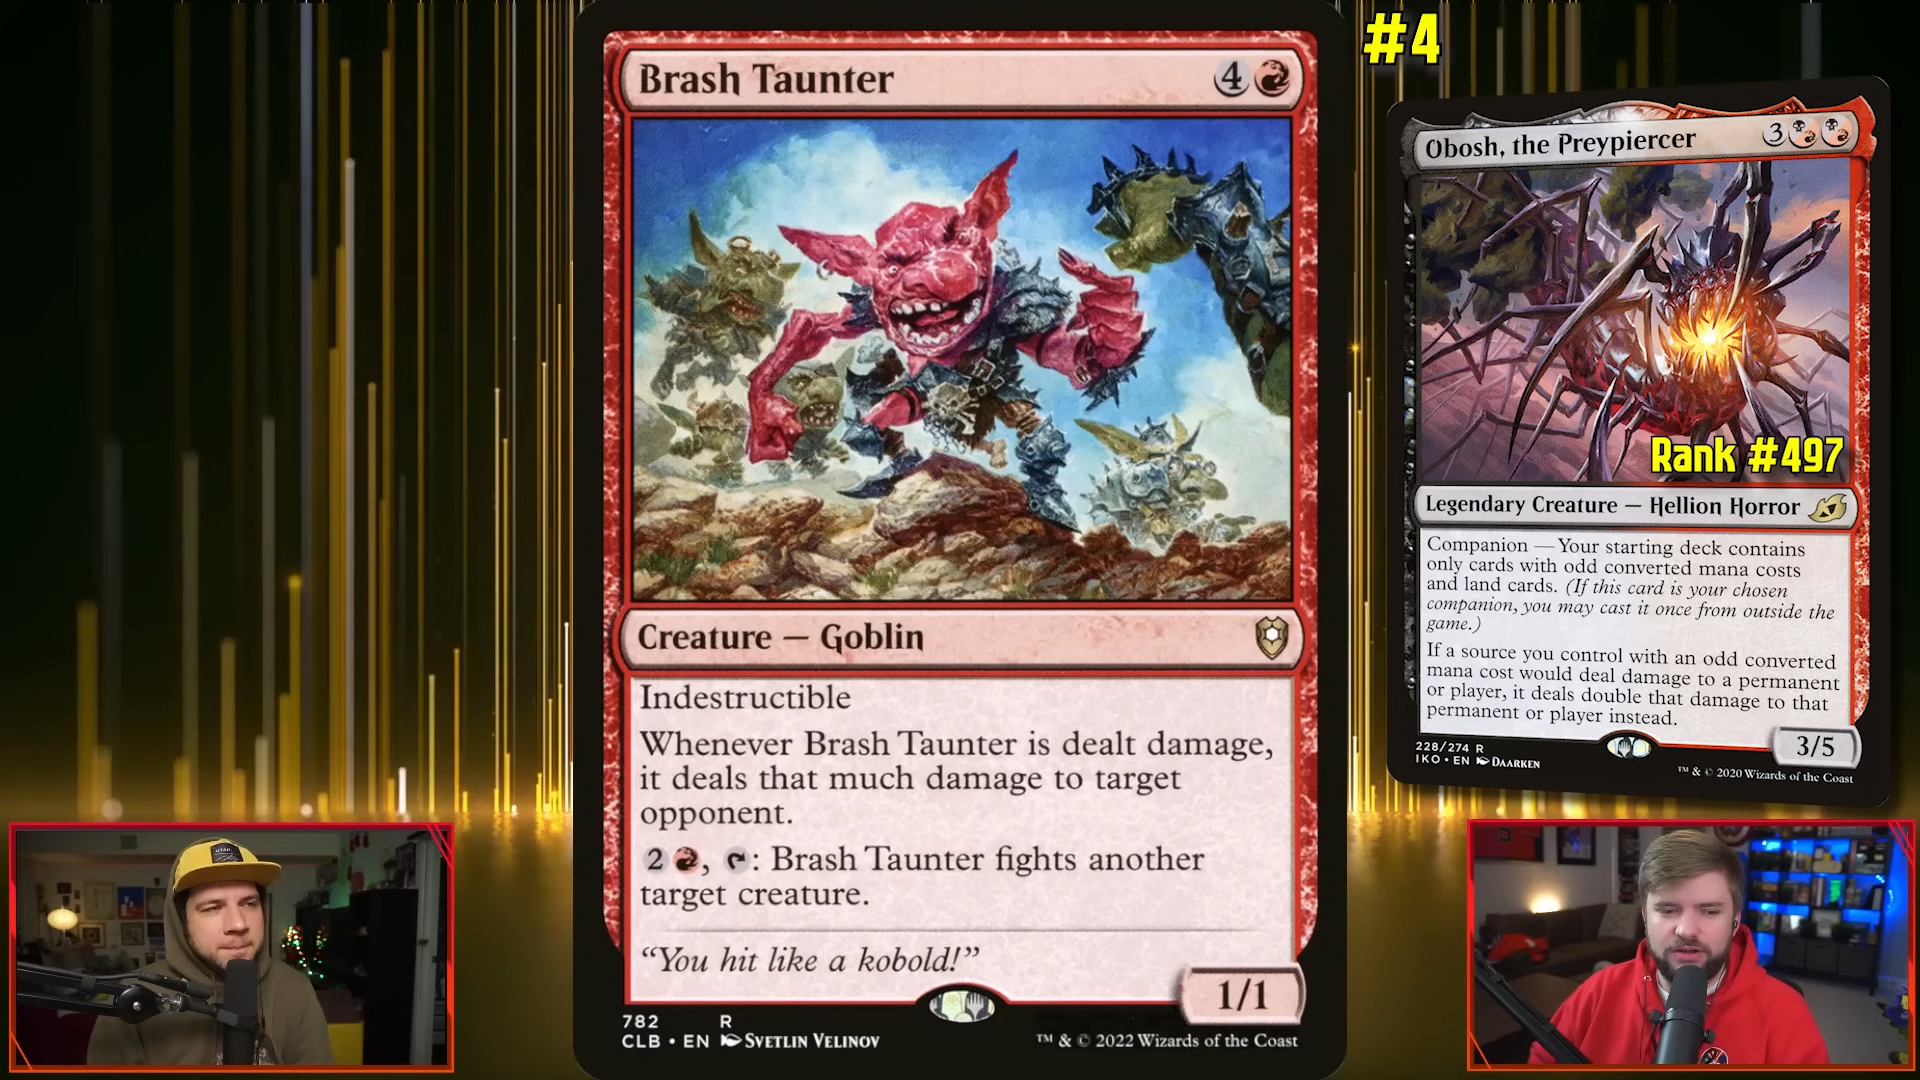 #4
Brash Taunter 4
Creature — Goblin
Indestructible
Whenever Brash Taunter is dealt damage,
it deals that much damage to target
opponent.
2 , : Brash Taunter fights another
target creature.
“You hit like a kobold!”
1/1
782 R
CLB • EN Svetlin Velinov
™ & © 2022 Wizards of the Coast
Obosh, the Preypiercer 3
Rank #497
Legendary Creature — Hellion Horror
Companion — Your starting deck contains
only cards with odd converted mana costs
and land cards. (If this card is your chosen
companion, you may cast it once from outside the
game.)
If a source you control with an odd converted
mana cost would deal damage to a permanent
or player, it deals double that damage to that
permanent or player instead.
3/5
228/274 R
IKO • EN Daarken
™ & © 2020 Wizards of the Coast
UTAH